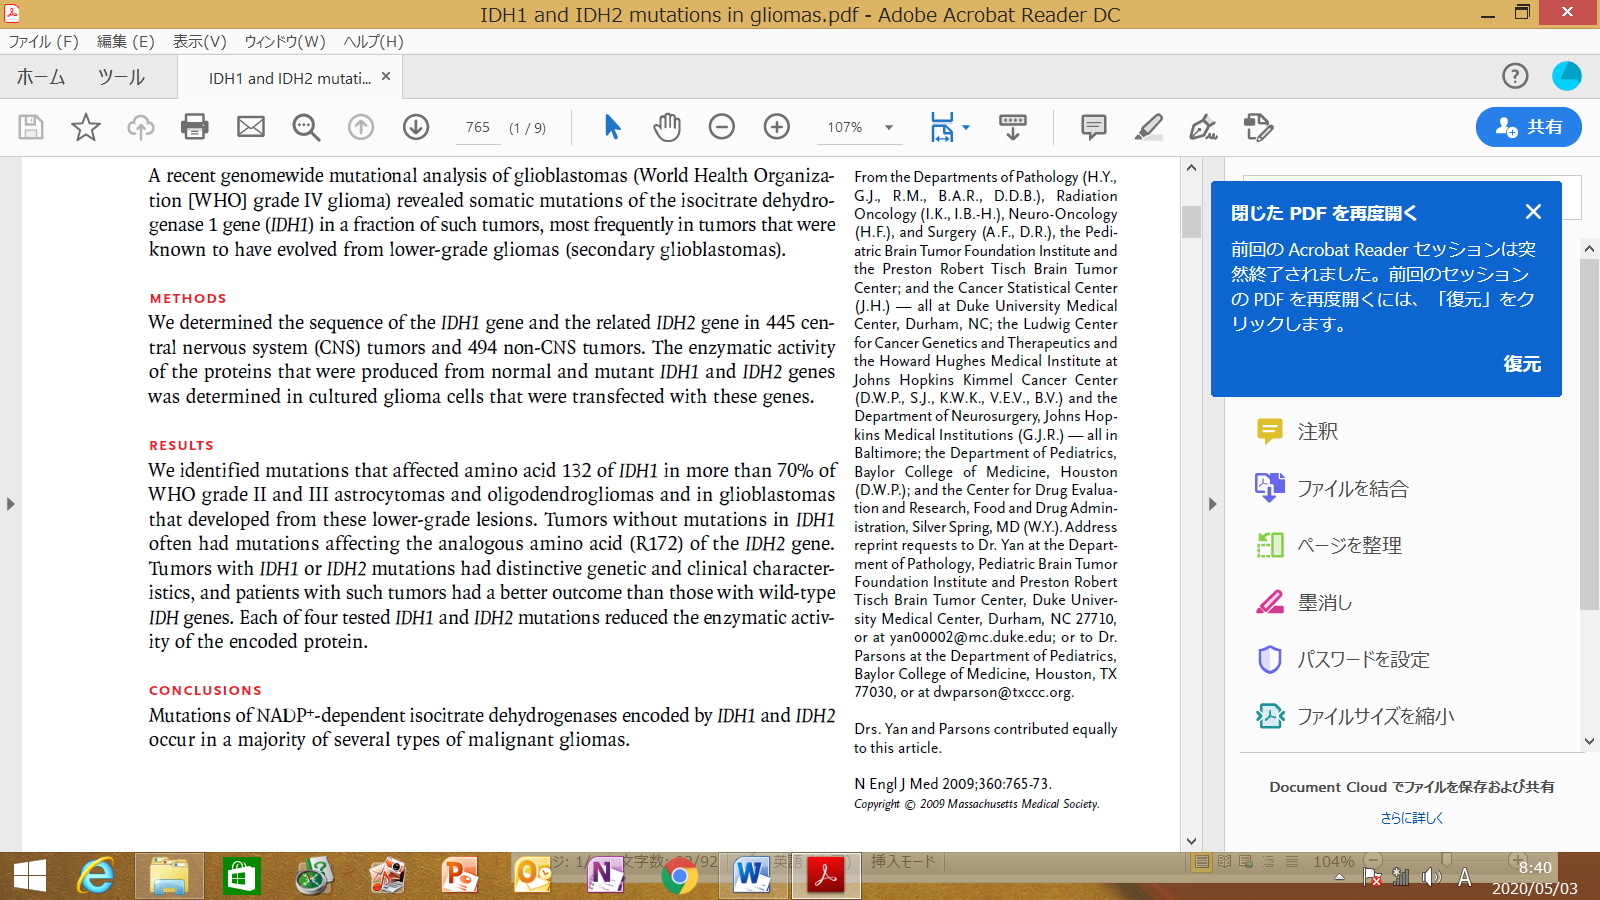 IDH1 and IDH2 mutations in gliomas.pdf - Adobe Acrobat Reader DC
ファイル (F) 編集 (E) 表示(V) ウィンドウ(W) ヘルプ(H)
ホーム ツール IDH1 and IDH2 mutati... ×
765 (1 / 9) 107% 共有
A recent genomewide mutational analysis of glioblastomas (World Health Organiza-
tion [WHO] grade IV glioma) revealed somatic mutations of the isocitrate dehydro-
genase 1 gene (IDH1) in a fraction of such tumors, most frequently in tumors that were
known to have evolved from lower-grade gliomas (secondary glioblastomas).
METHODS
We determined the sequence of the IDH1 gene and the related IDH2 gene in 445 cen-
tral nervous system (CNS) tumors and 494 non-CNS tumors. The enzymatic activity
of the proteins that were produced from normal and mutant IDH1 and IDH2 genes
was determined in cultured glioma cells that were transfected with these genes.
RESULTS
We identified mutations that affected amino acid 132 of IDH1 in more than 70% of
WHO grade II and III astrocytomas and oligodendrogliomas and in glioblastomas
that developed from these lower-grade lesions. Tumors without mutations in IDH1
often had mutations affecting the analogous amino acid (R172) of the IDH2 gene.
Tumors with IDH1 or IDH2 mutations had distinctive genetic and clinical character-
istics, and patients with such tumors had a better outcome than those with wild-type
IDH genes. Each of four tested IDH1 and IDH2 mutations reduced the enzymatic activ-
ity of the encoded protein.
CONCLUSIONS
Mutations of NADP+-dependent isocitrate dehydrogenases encoded by IDH1 and IDH2
occur in a majority of several types of malignant gliomas.
From the Departments of Pathology (H.Y.,
G.J., R.M., B.A.R., D.D.B.), Radiation
Oncology (I.K., I.B.-H.), Neuro-Oncology
(H.F.), and Surgery (A.F., D.R.), the Pedi-
atric Brain Tumor Foundation Institute and
the Preston Robert Tisch Brain Tumor
Center; and the Cancer Statistical Center
(J.H.) — all at Duke University Medical
Center, Durham, NC; the Ludwig Center
for Cancer Genetics and Therapeutics and
the Howard Hughes Medical Institute at
Johns Hopkins Kimmel Cancer Center
(D.W.P., S.J., K.W.K., V.E.V., B.V.) and the
Department of Neurosurgery, Johns Hop-
kins Medical Institutions (G.J.R.) — all in
Baltimore; the Department of Pediatrics,
Baylor College of Medicine, Houston
(D.W.P.); and the Center for Drug Evalua-
tion and Research, Food and Drug Admin-
istration, Silver Spring, MD (W.Y.). Address
reprint requests to Dr. Yan at the Depart-
ment of Pathology, Pediatric Brain Tumor
Foundation Institute and Preston Robert
Tisch Brain Tumor Center, Duke Univer-
sity Medical Center, Durham, NC 27710,
or at yan00002@mc.duke.edu; or to Dr.
Parsons at the Department of Pediatrics,
Baylor College of Medicine, Houston, TX
77030, or at dwparson@txccc.org.
Drs. Yan and Parsons contributed equally
to this article.
N Engl J Med 2009;360:765-73.
Copyright © 2009 Massachusetts Medical Society.
閉じた PDF を再度開く
前回の Acrobat Reader セッションは突
然終了されました。前回のセッション
の PDF を再度開くには、「復元」をク
リックします。
復元
注釈
ファイルを結合
ページを整理
墨消し
パスワードを設定
ファイルサイズを縮小
Document Cloud でファイルを保存および共有
さらに詳しく
挿入モード 104%
A 8:40
2020/05/03